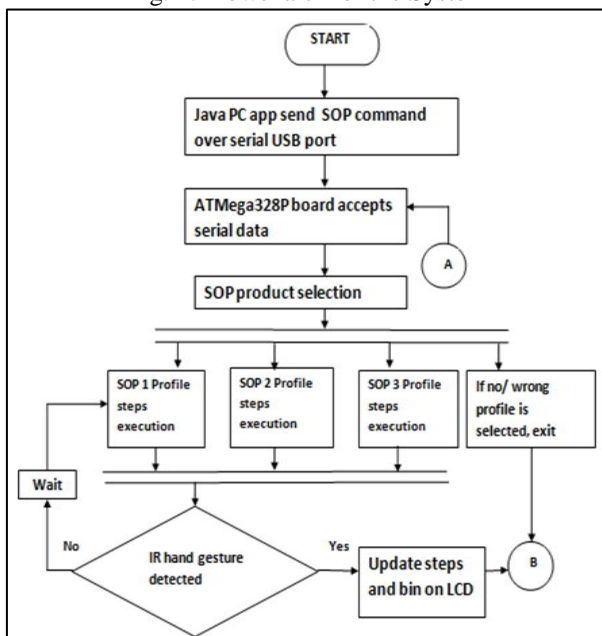 START
Java PC app send SOP command
over serial USB port
ATMega328P board accepts
serial data
A
SOP product selection
SOP 1 Profile
steps
execution
SOP 2 Profile
steps
execution
SOP 3 Profile
steps
execution
If no/ wrong
profile is
selected, exit
Wait
No
IR hand gesture
detected
Yes
Update steps
and bin on LCD
B